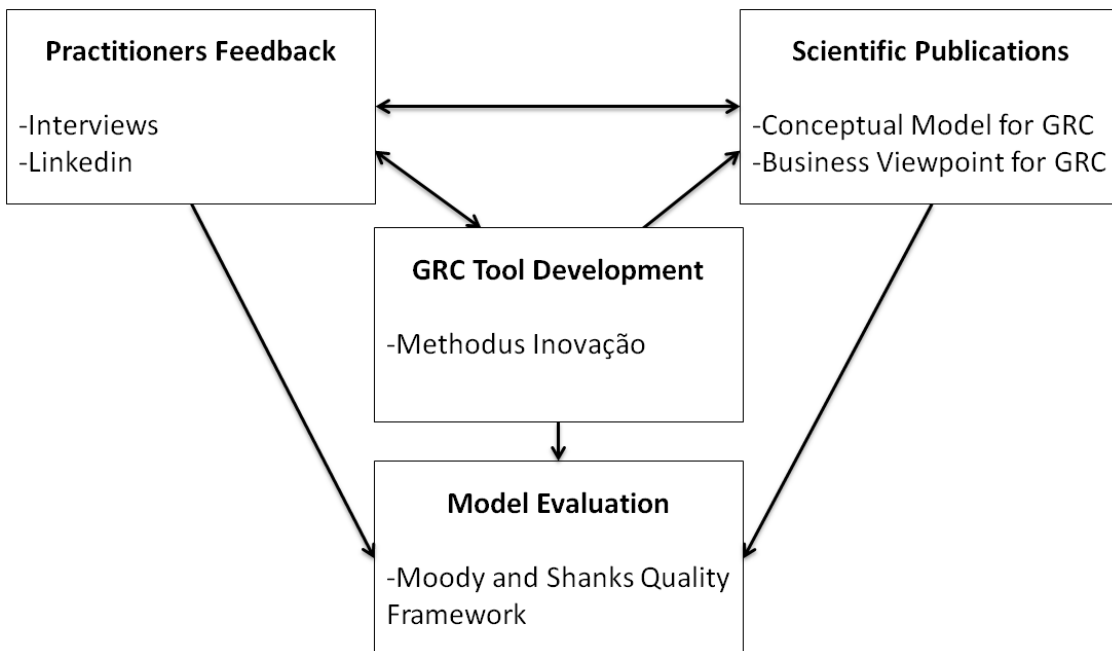 Practitioners Feedback
-Interviews
-Linkedin
Scientific Publications
-Conceptual Model for GRC
-Business Viewpoint for GRC
GRC Tool Development
-Methodus Inovação
Model Evaluation
-Moody and Shanks Quality
Framework